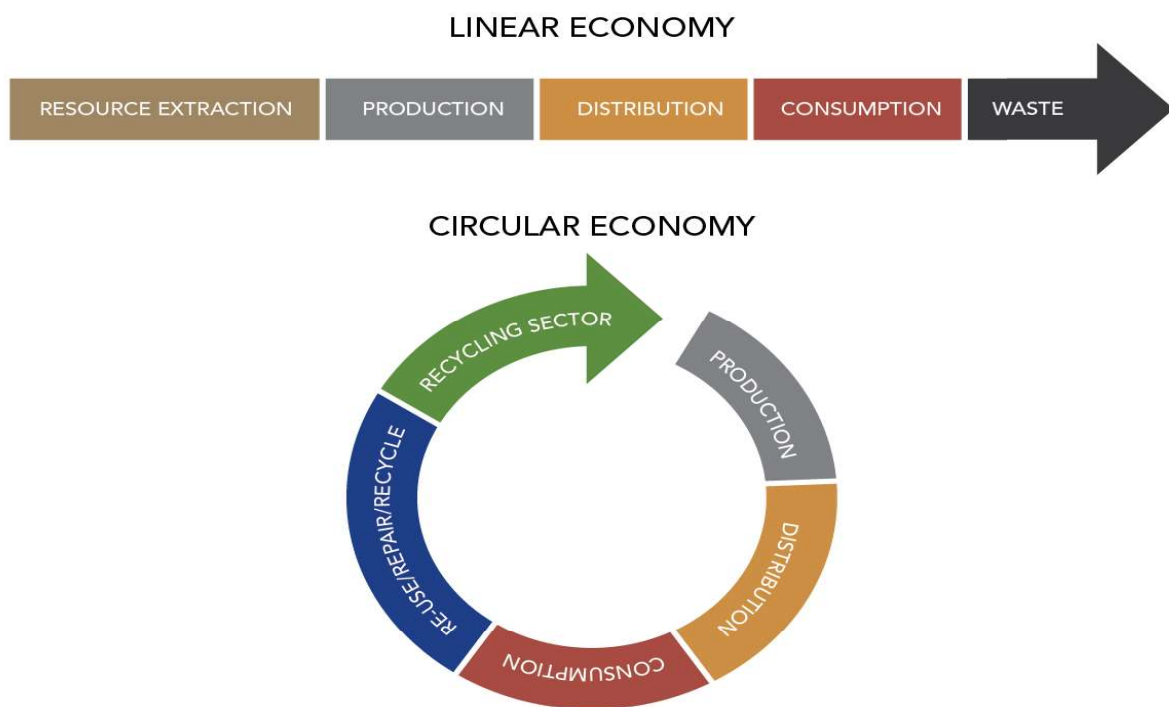 LINEAR ECONOMY
RESOURCE EXTRACTION
PRODUCTION
DISTRIBUTION
CONSUMPTION
WASTE
CIRCULAR ECONOMY
PRODUCTION
DISTRIBUTION
CONSUMPTION
RE-USE/REPAIR/RECYCLE
RECYCLING SECTOR